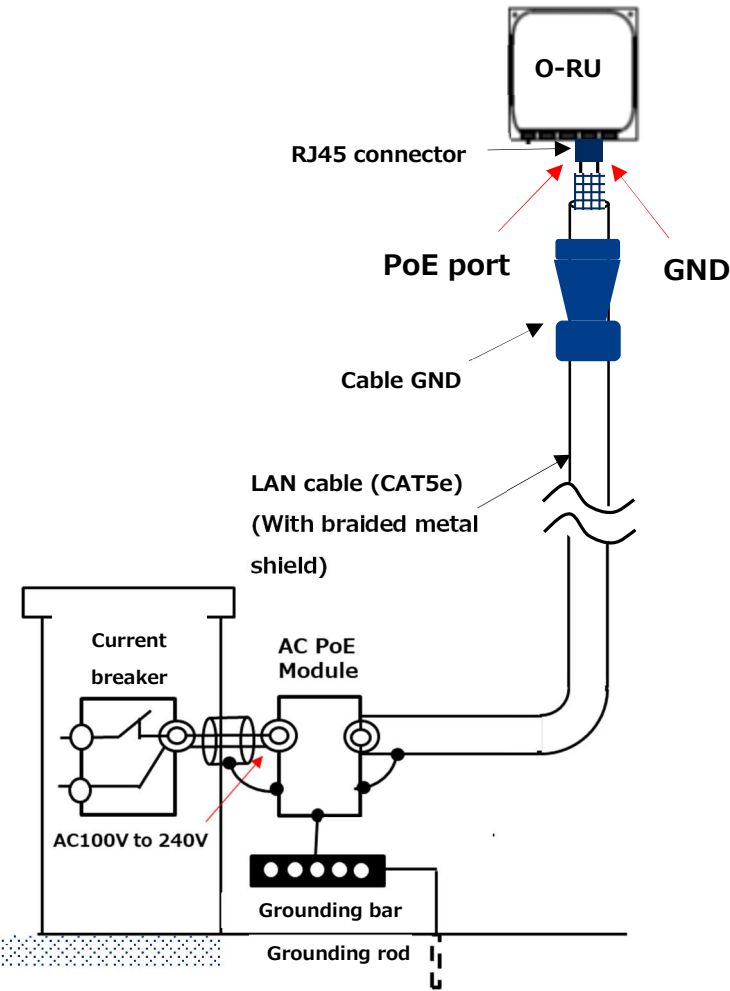 O-RU
RJ45 connector
PoE port
GND
Cable GND
LAN cable (CAT5e)
(With braided metal
shield)
Current
breaker
AC PoE
Module
AC100V to 240V
Grounding bar
Grounding rod